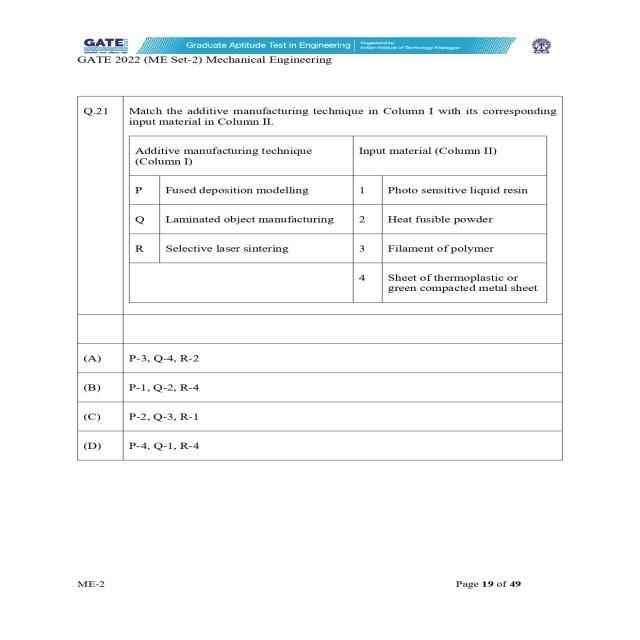 GATE
Graduate Aptitude Test in Engineering
Organised by
Indian Institute of Technology Kharagpur
GATE 2022 (ME Set-2) Mechanical Engineering
Q.21
Match the additive manufacturing technique in Column I with its corresponding
input material in Column II.
Additive manufacturing technique
(Column I)
Input material (Column II)
P Fused deposition modelling 1 Photo sensitive liquid resin
Q Laminated object manufacturing 2 Heat fusible powder
R Selective laser sintering 3 Filament of polymer
4 Sheet of thermoplastic or
green compacted metal sheet
(A) P-3, Q-4, R-2
(B) P-1, Q-2, R-4
(C) P-2, Q-3, R-1
(D) P-4, Q-1, R-4
ME-2 Page 19 of 49